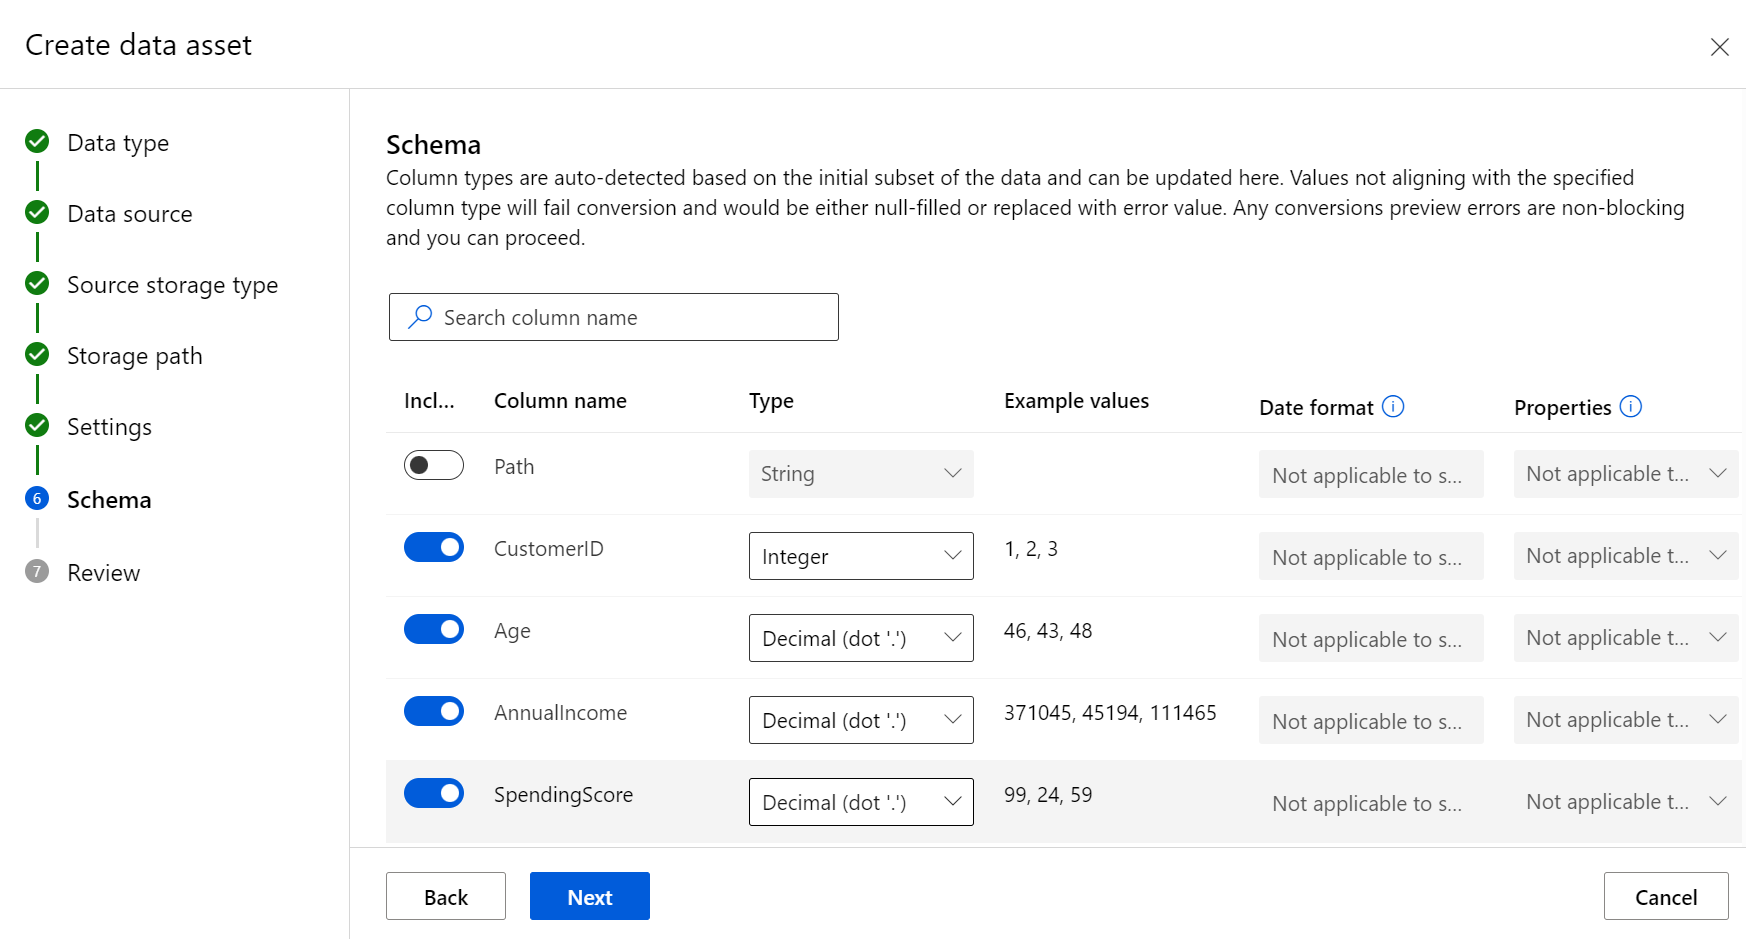 Create data asset
Data type
Data source
Source storage type
Storage path
Settings
6 Schema
7 Review
Schema
Column types are auto-detected based on the initial subset of the data and can be updated here. Values not aligning with the specified
column type will fail conversion and would be either null-filled or replaced with error value. Any conversions preview errors are non-blocking
and you can proceed.
Search column name
Incl... Column name Type Example values Date format Properties
Path String Not applicable to s... Not applicable t...
CustomerID Integer 1, 2, 3 Not applicable to s... Not applicable t...
Age Decimal (dot '.') 46, 43, 48 Not applicable to s... Not applicable t...
AnnualIncome Decimal (dot '.') 371045, 45194, 111465 Not applicable to s... Not applicable t...
SpendingScore Decimal (dot '.') 99, 24, 59 Not applicable to s... Not applicable t...
Back Next Cancel